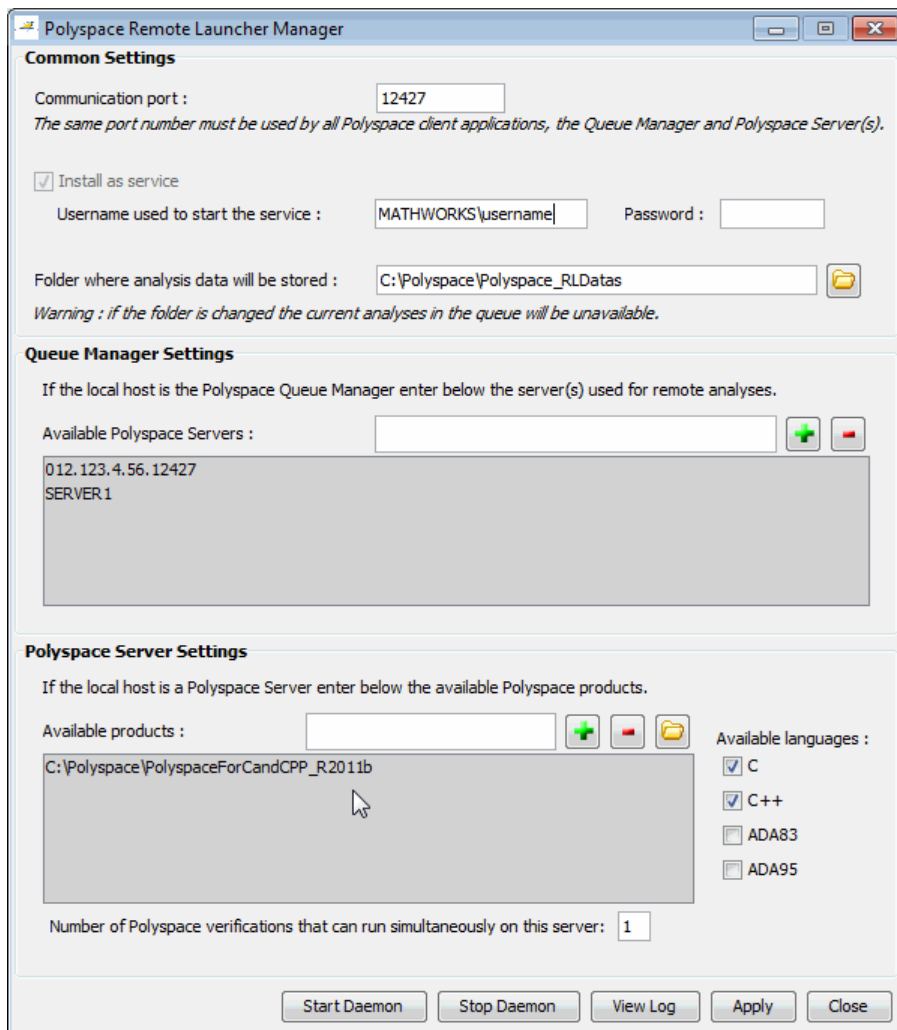 Polyspace Remote Launcher Manager
Common Settings
Communication port : 12427
The same port number must be used by all Polyspace client applications, the Queue Manager and Polyspace Server(s).
Install as service
Username used to start the service : MATHWORKS\username Password :
Folder where analysis data will be stored : C:\Polyspace\Polyspace_RLDatas
Warning : if the folder is changed the current analyses in the queue will be unavailable.
Queue Manager Settings
If the local host is the Polyspace Queue Manager enter below the server(s) used for remote analyses.
Available Polyspace Servers :
012.123.4.56.12427
SERVER1
Polyspace Server Settings
If the local host is a Polyspace Server enter below the available Polyspace products.
Available products :
Available languages :
C:\Polyspace\PolyspaceForCandCPP_R2011b
C
C++
ADA83
ADA95
Number of Polyspace verifications that can run simultaneously on this server: 1
Start Daemon Stop Daemon View Log Apply Close